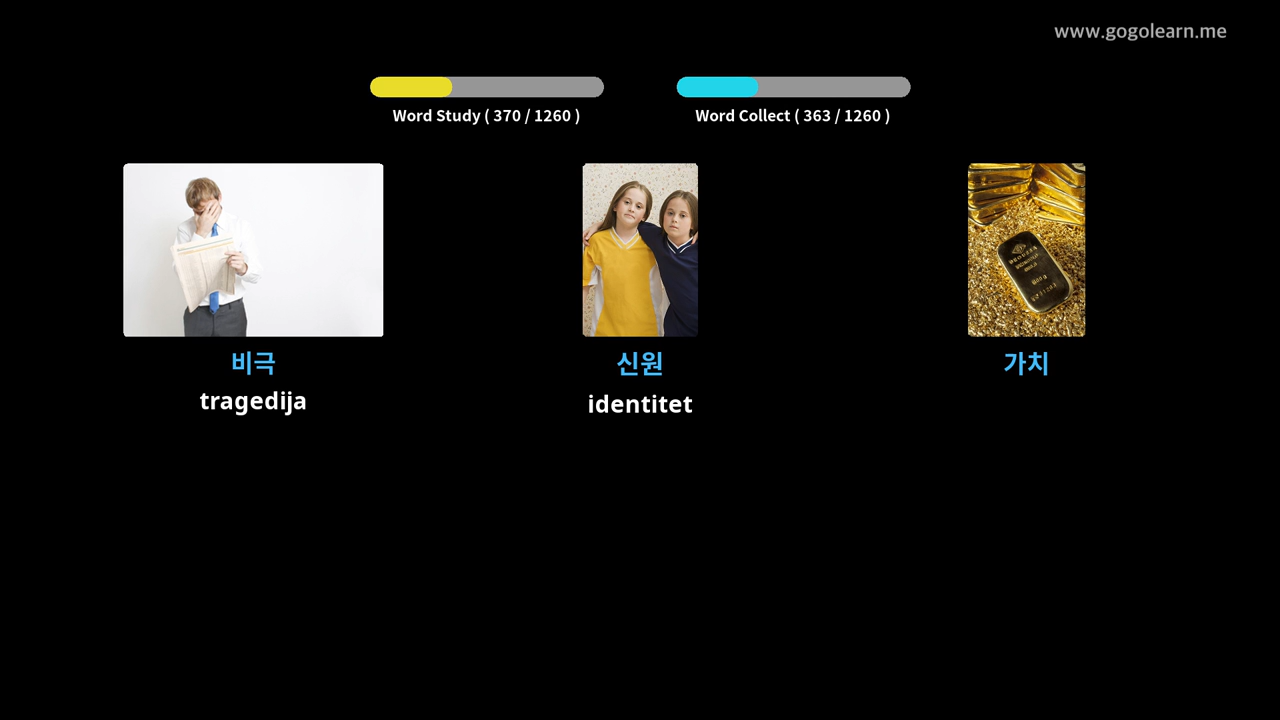 www.gogolearn.me
Word Study ( 370 / 1260 )
Word Collect ( 363 / 1260 )
비극
신원
가치
tragedija
identitet